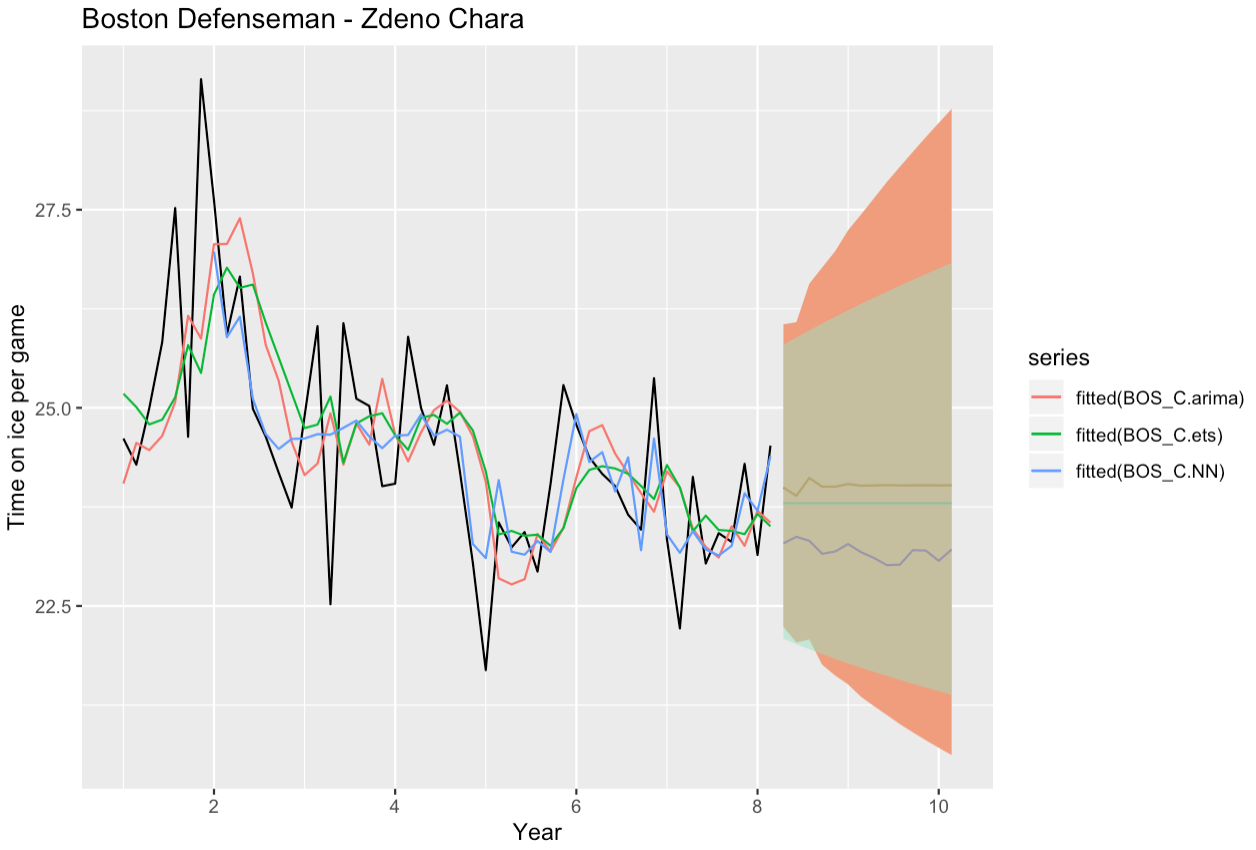 Boston Defenseman - Zdeno Chara
Time on ice per game
27.5
25.0
22.5
2
4
6
8
10
Year
series
fitted(BOS_C.arima)
fitted(BOS_C.ets)
fitted(BOS_C.NN)